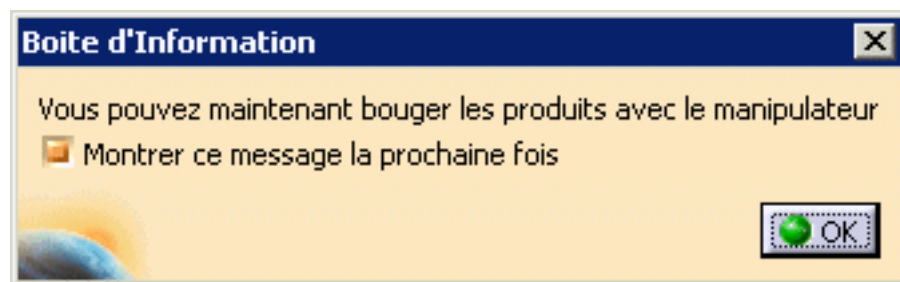 Boite d'Information
Vous pouvez maintenant bouger les produits avec le manipulateur
Montrer ce message la prochaine fois
OK